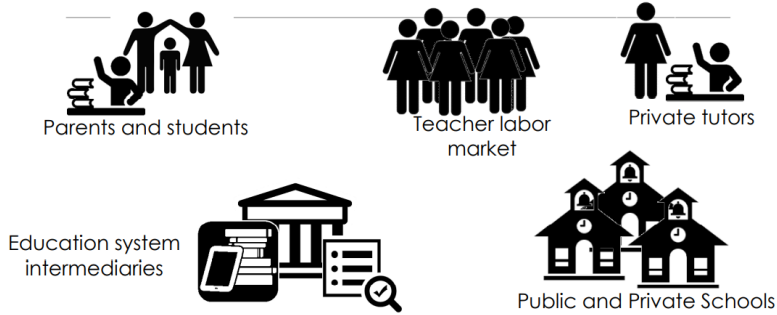 Parents and students
Teacher labor
market
Private tutors
Education system
intermediaries
Public and Private Schools